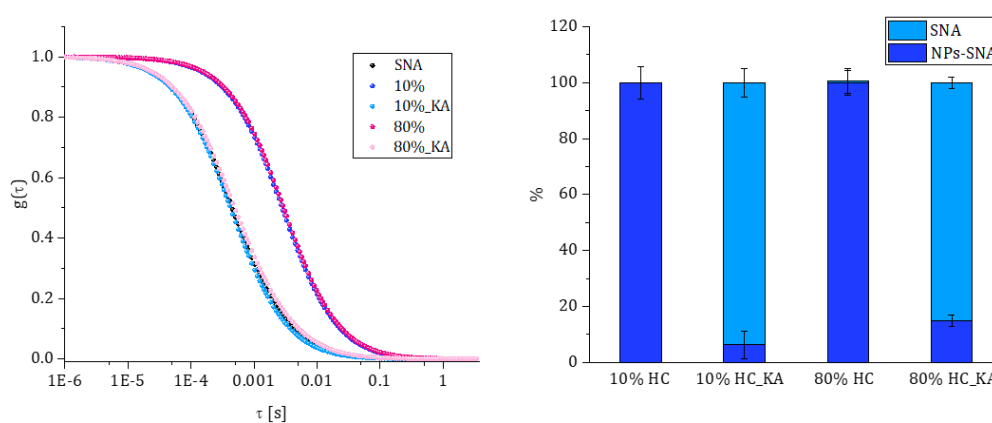 1.0
0.8
0.6
0.4
0.2
0.0
g(τ)
1E-6 1E-5 1E-4 0.001 0.01 0.1 1
τ [s]
SNA
10%
10%_KA
80%
80%_KA
120
100
80
60
40
20
0
%
10% HC 10% HC_KA 80% HC 80% HC_KA
SNA
NPs-SNA